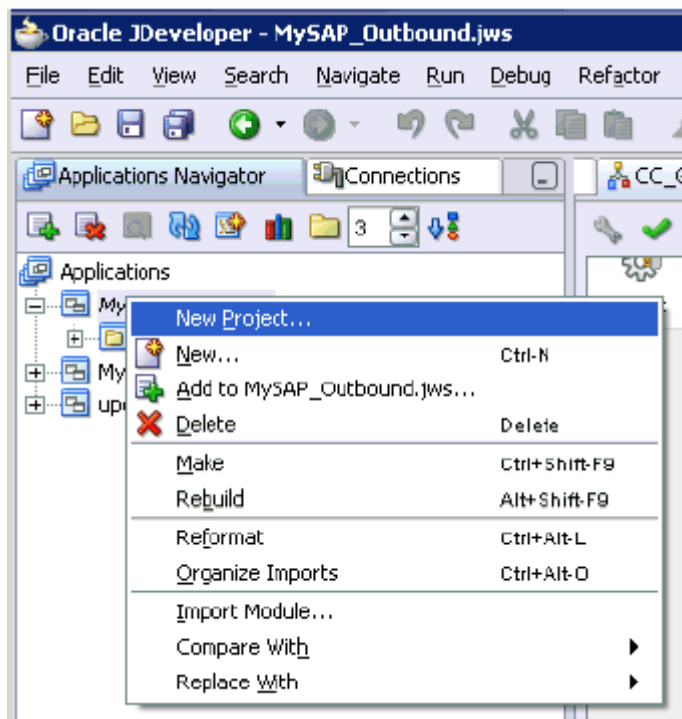 Oracle JDeveloper - MySAP_Outbound.jws
File Edit View Search Navigate Run Debug Refactor
Applications Navigator Connections CC_
3
Applications
My
New Project...
New... Ctrl-N
My
Add to MySAP_Outbound.jws...
up
Delete Delete
Make Ctrl+Shift-F9
Rebuild Alt+Shift-F9
Reformat Ctrl+Alt-L
Organize Imports Ctrl+Alt-O
Import Module...
Compare With
Replace With